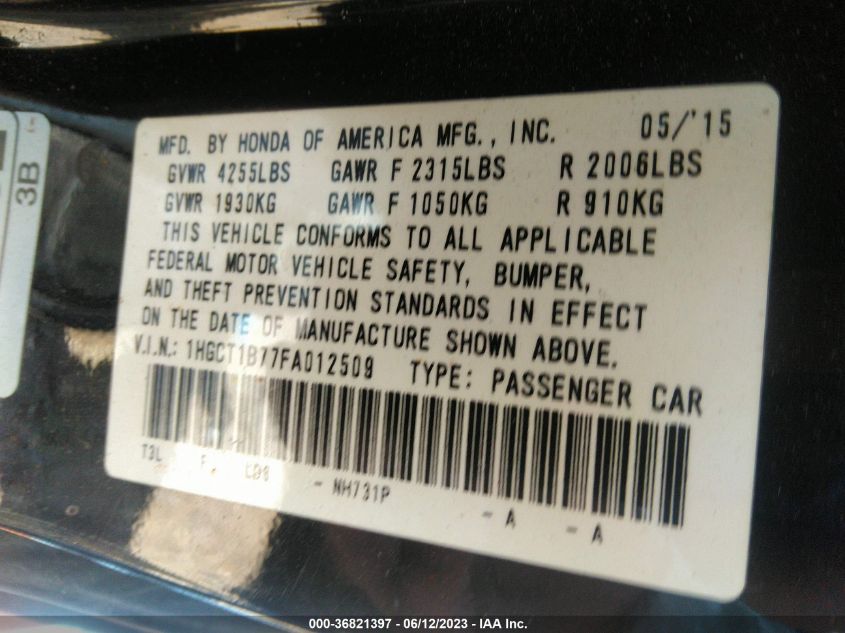 MFD. BY HONDA OF AMERICA MFG., INC. 05/'15
GVWR 4255LBS GAWR F 2315LBS R 2006LBS
GVWR 1930KG GAWR F 1050KG R 910KG
THIS VEHICLE CONFORMS TO ALL APPLICABLE
FEDERAL MOTOR VEHICLE SAFETY, BUMPER,
AND THEFT PREVENTION STANDARDS IN EFFECT
ON THE DATE OF MANUFACTURE SHOWN ABOVE.
V.I.N.: 1HGCT1B77FA012509 TYPE: PASSENGER CAR
T3L F
- NH731P
- A - A
3B
000-36821397 - 06/12/2023 - IAA Inc.